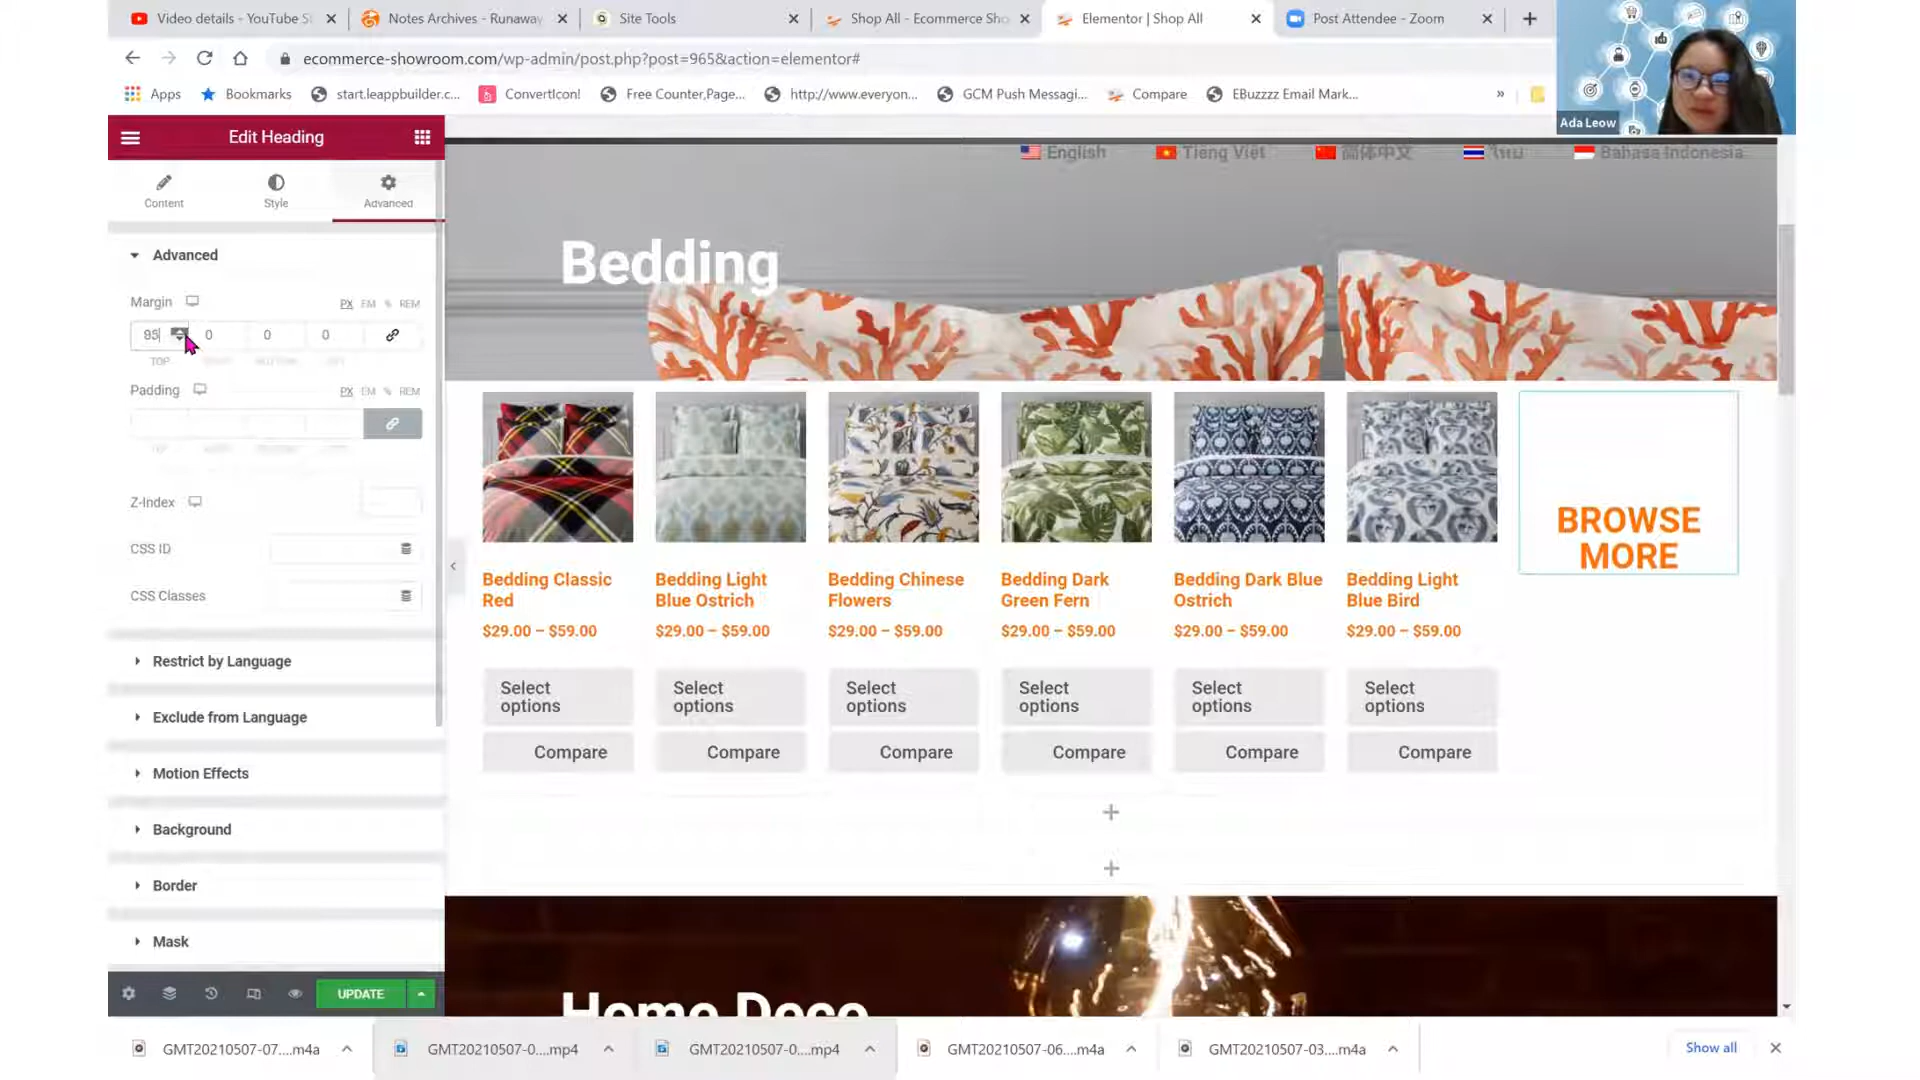 Video details - YouTube S
Notes Archives - Runaway
Site Tools
Shop All - Ecommerce Sho
Elementor | Shop All
Post Attendee - Zoom
ecommerce-showroom.com/wp-admin/post.php?post=965&action=elementor#
Apps
Bookmarks
start.leappbuilder.c...
ConvertIcon!
Free Counter,Page...
http://www.everyon...
GCM Push Messagi...
Compare
EBuzzzz Email Mark...
»
Ada Leow
Edit Heading
Content
Style
Advanced
Advanced
Margin
PX EM % REM
95 0 0 0
TOP
Padding
PX EM % REM
Z-Index
CSS ID
CSS Classes
Restrict by Language
Exclude from Language
Motion Effects
Background
Border
Mask
UPDATE
English
Tiếng Việt
简体中文
ไทย
Bahasa Indonesia
Bedding
BROWSE
MORE
Bedding Classic
Red
$29.00 – $59.00
Select
options
Compare
Bedding Light
Blue Ostrich
$29.00 – $59.00
Select
options
Compare
Bedding Chinese
Flowers
$29.00 – $59.00
Select
options
Compare
Bedding Dark
Green Fern
$29.00 – $59.00
Select
options
Compare
Bedding Dark Blue
Ostrich
$29.00 – $59.00
Select
options
Compare
Bedding Light
Blue Bird
$29.00 – $59.00
Select
options
Compare
Home Deco
GMT20210507-07....m4a
GMT20210507-0....mp4
GMT20210507-0....mp4
GMT20210507-06....m4a
GMT20210507-03....m4a
Show all